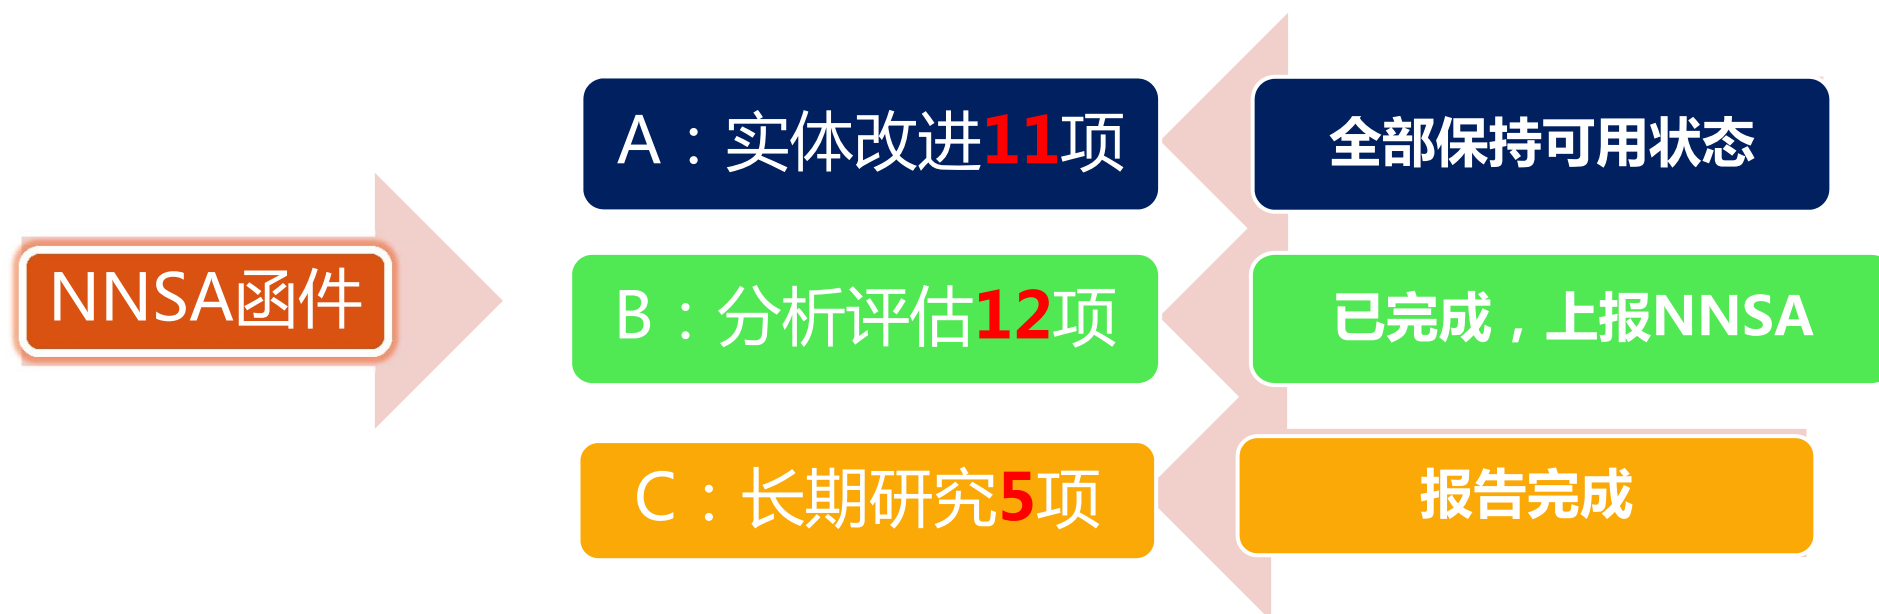 NNSA函件
A：实体改进11项
全部保持可用状态
B：分析评估12项
已完成，上报NNSA
C：长期研究5项
报告完成